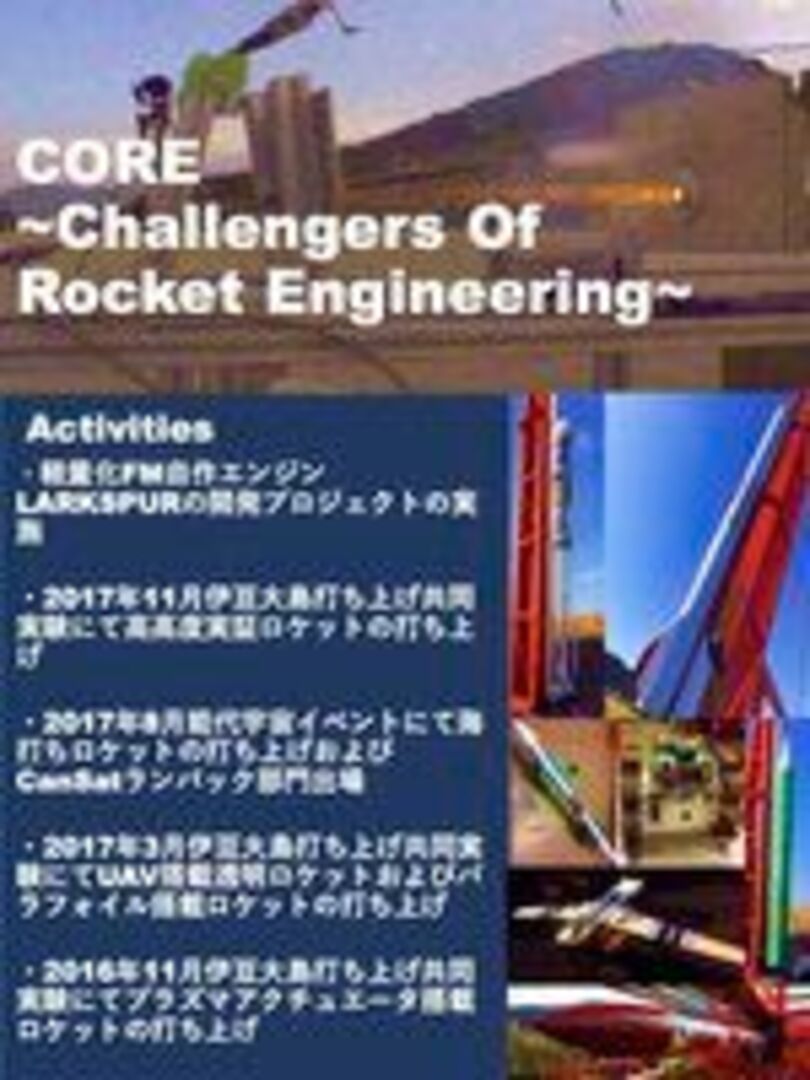 CORE
~Challengers Of
Rocket Engineering~
Activities
・軽量化FM自作エンジン
LARKSPURの開発プロジェクトの実
施
・2017年11月伊豆大島打ち上げ共同
実験にて高高度実証ロケットの打ち上
げ
・2017年8月能代宇宙イベントにて海
打ちロケットの打ち上げおよび
CanSatランバック部門出場
・2017年3月伊豆大島打ち上げ共同実
験にてUAV搭載透明ロケットおよびパ
ラフォイル搭載ロケットの打ち上げ
・2016年11月伊豆大島打ち上げ共同
実験にてプラズマアクチュエータ搭載
ロケットの打ち上げ